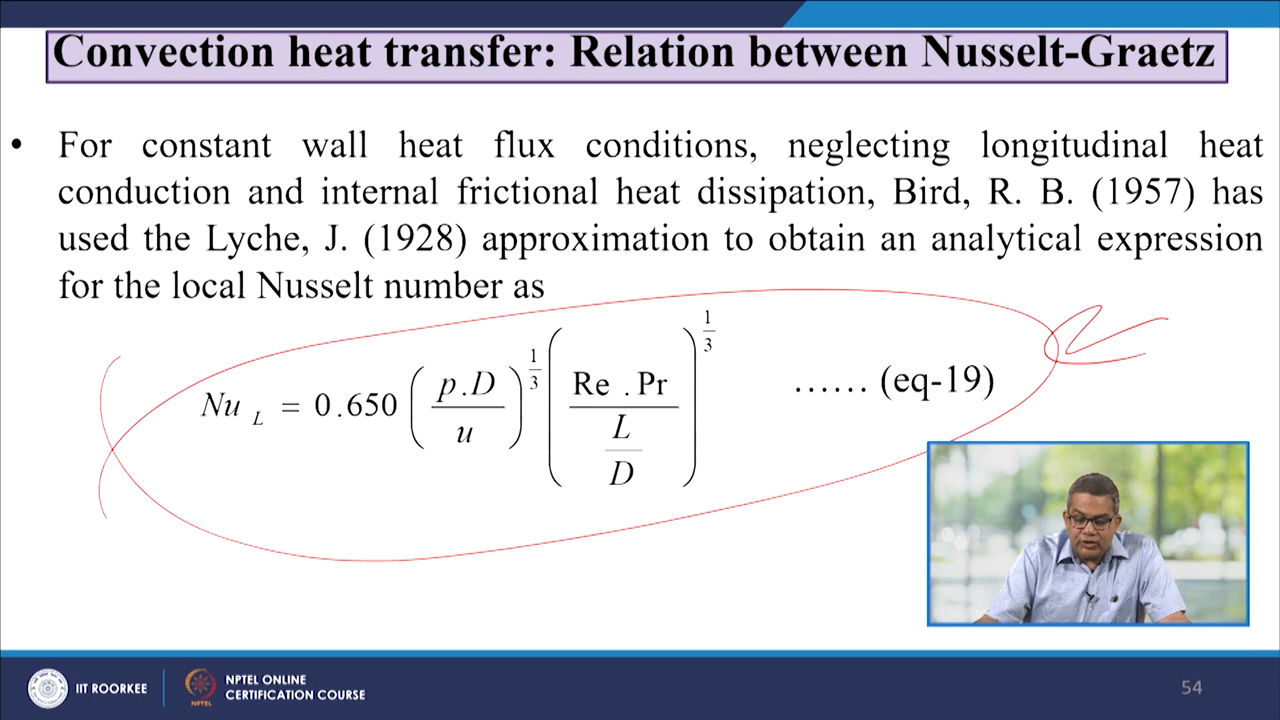 Convection heat transfer: Relation between Nusselt-Graetz
• For constant wall heat flux conditions, neglecting longitudinal heat
conduction and internal frictional heat dissipation, Bird, R. B. (1957) has
used the Lyche, J. (1928) approximation to obtain an analytical expression
for the local Nusselt number as
Nu_L = 0.650 (p.D/u)^(1/3) (Re . Pr / (L/D))^(1/3) ...... (eq-19)
IIT ROORKEE
NPTEL
NPTEL ONLINE
CERTIFICATION COURSE
54